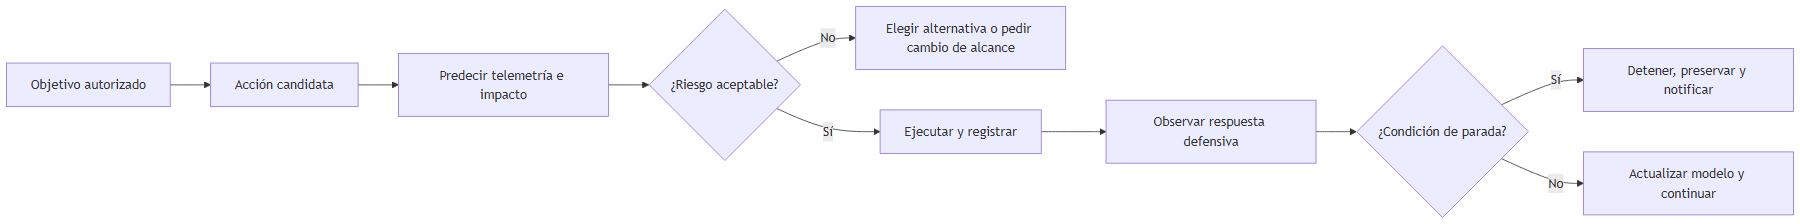 Objetivo autorizado
Acción candidata
Predecir telemetría e
impacto
¿Riesgo aceptable?
No
Elegir alternativa o pedir
cambio de alcance
Sí
Ejecutar y registrar
Observar respuesta
defensiva
¿Condición de parada?
Sí
Detener, preservar y
notificar
No
Actualizar modelo y
continuar